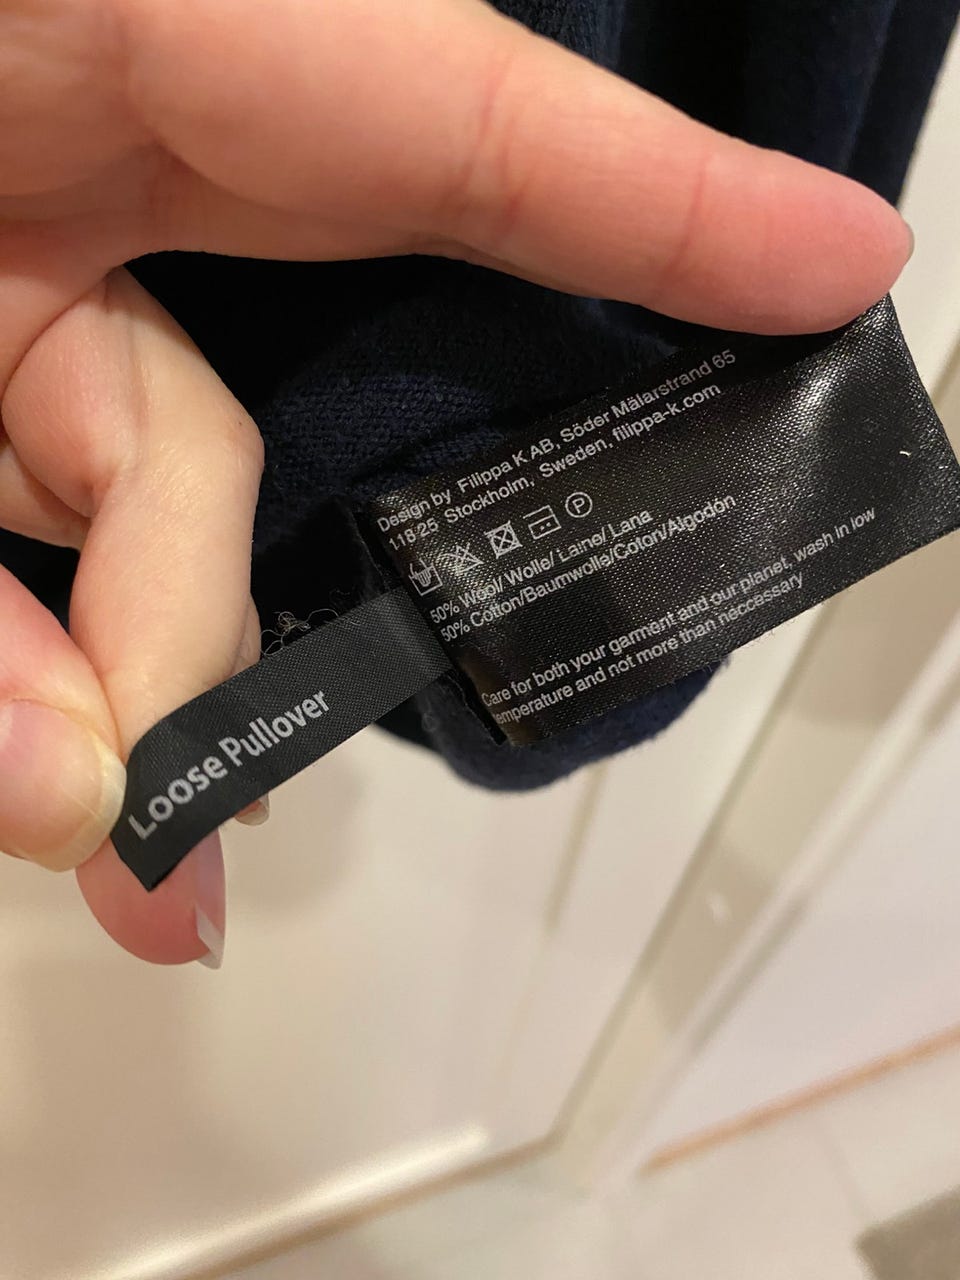 Design by Filippa K AB, Söder Mälarstrand 65
118 25 Stockholm, Sweden, filippa-k.com
P
50% Wool/ Wolle/ Laine/ Lana
50% Cotton/Baumwolle/Coton/Algodón
Care for both your garment and our planet, wash in low
temperature and not more than neccessary
Loose Pullover